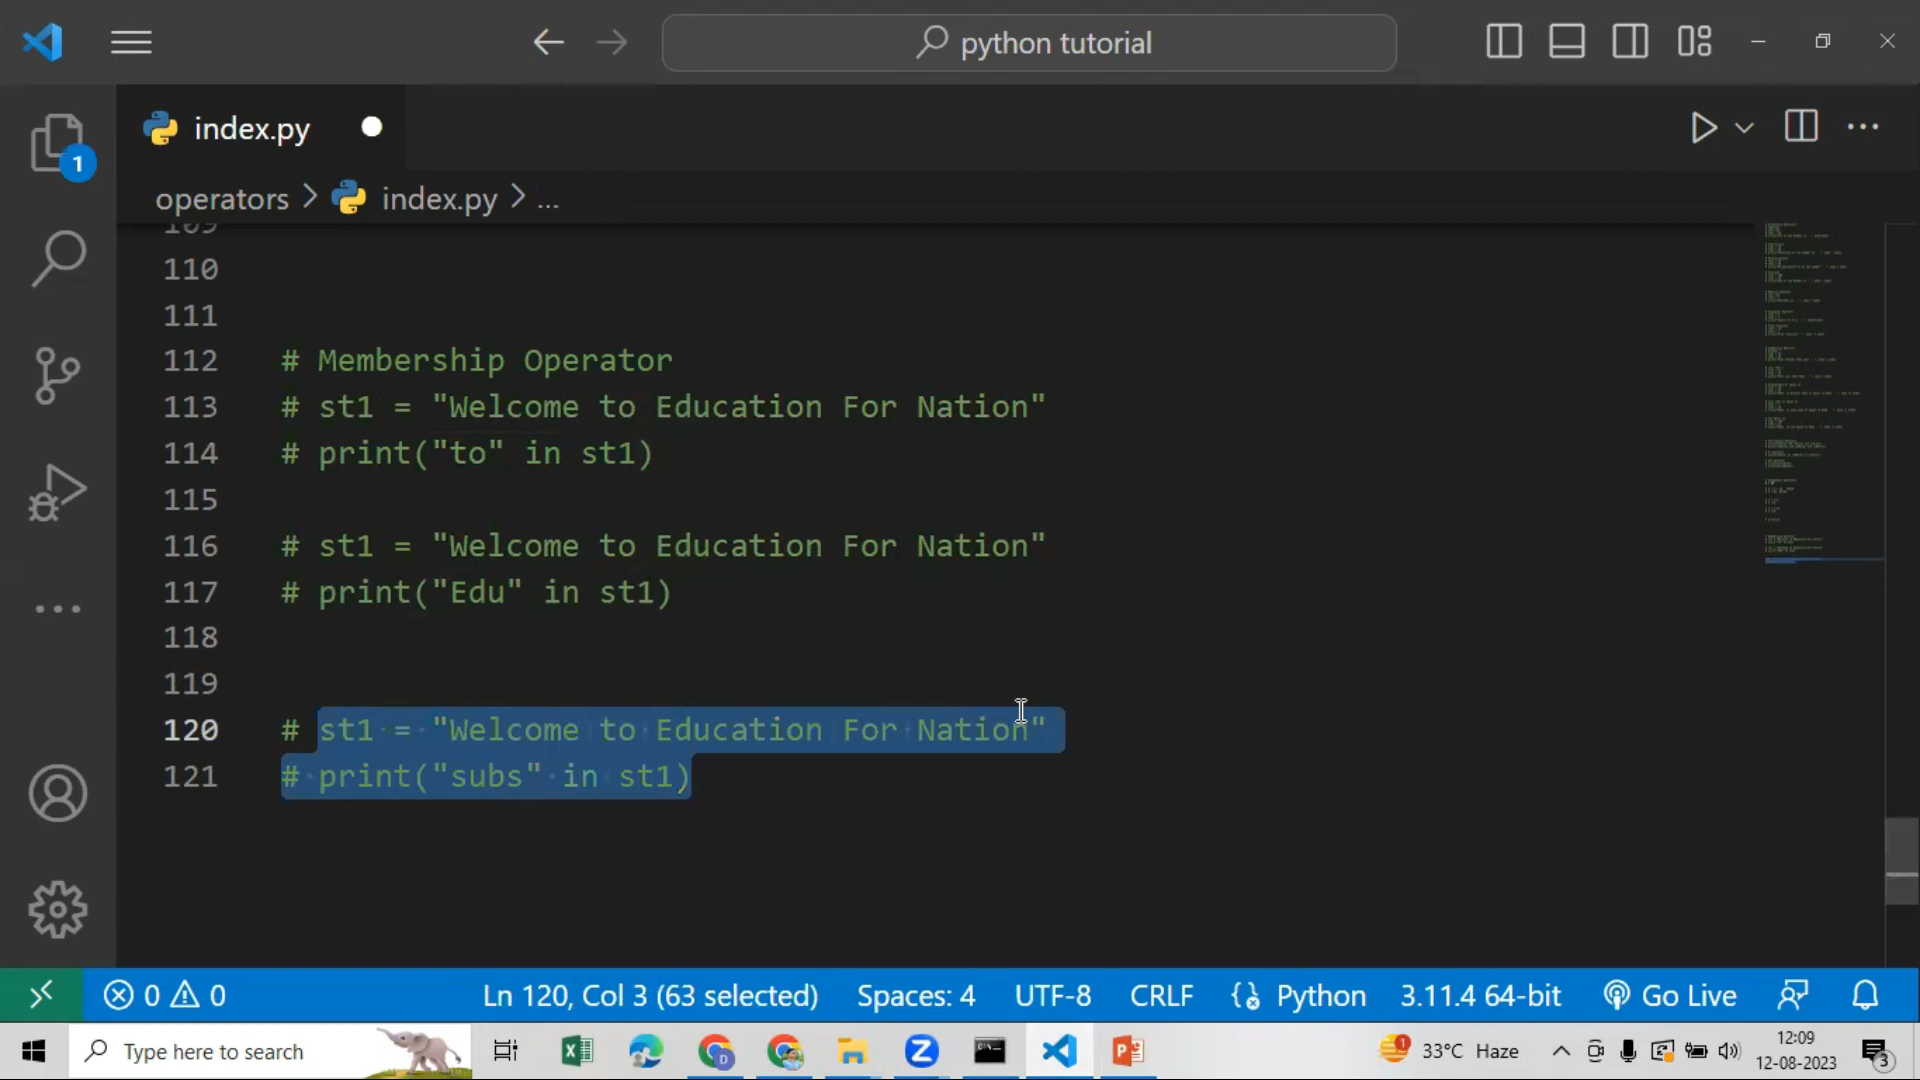 python tutorial
index.py
1
operators > index.py > ...
109
110
111
112 # Membership Operator
113 # st1 = "Welcome to Education For Nation"
114 # print("to" in st1)
115
116 # st1 = "Welcome to Education For Nation"
117 # print("Edu" in st1)
118
119
120 # st1 = "Welcome to Education For Nation"
121 # print("subs" in st1)
0 0 Ln 120, Col 3 (63 selected) Spaces: 4 UTF-8 CRLF Python 3.11.4 64-bit Go Live
Type here to search 1 33°C Haze 12:09
12-08-2023 3